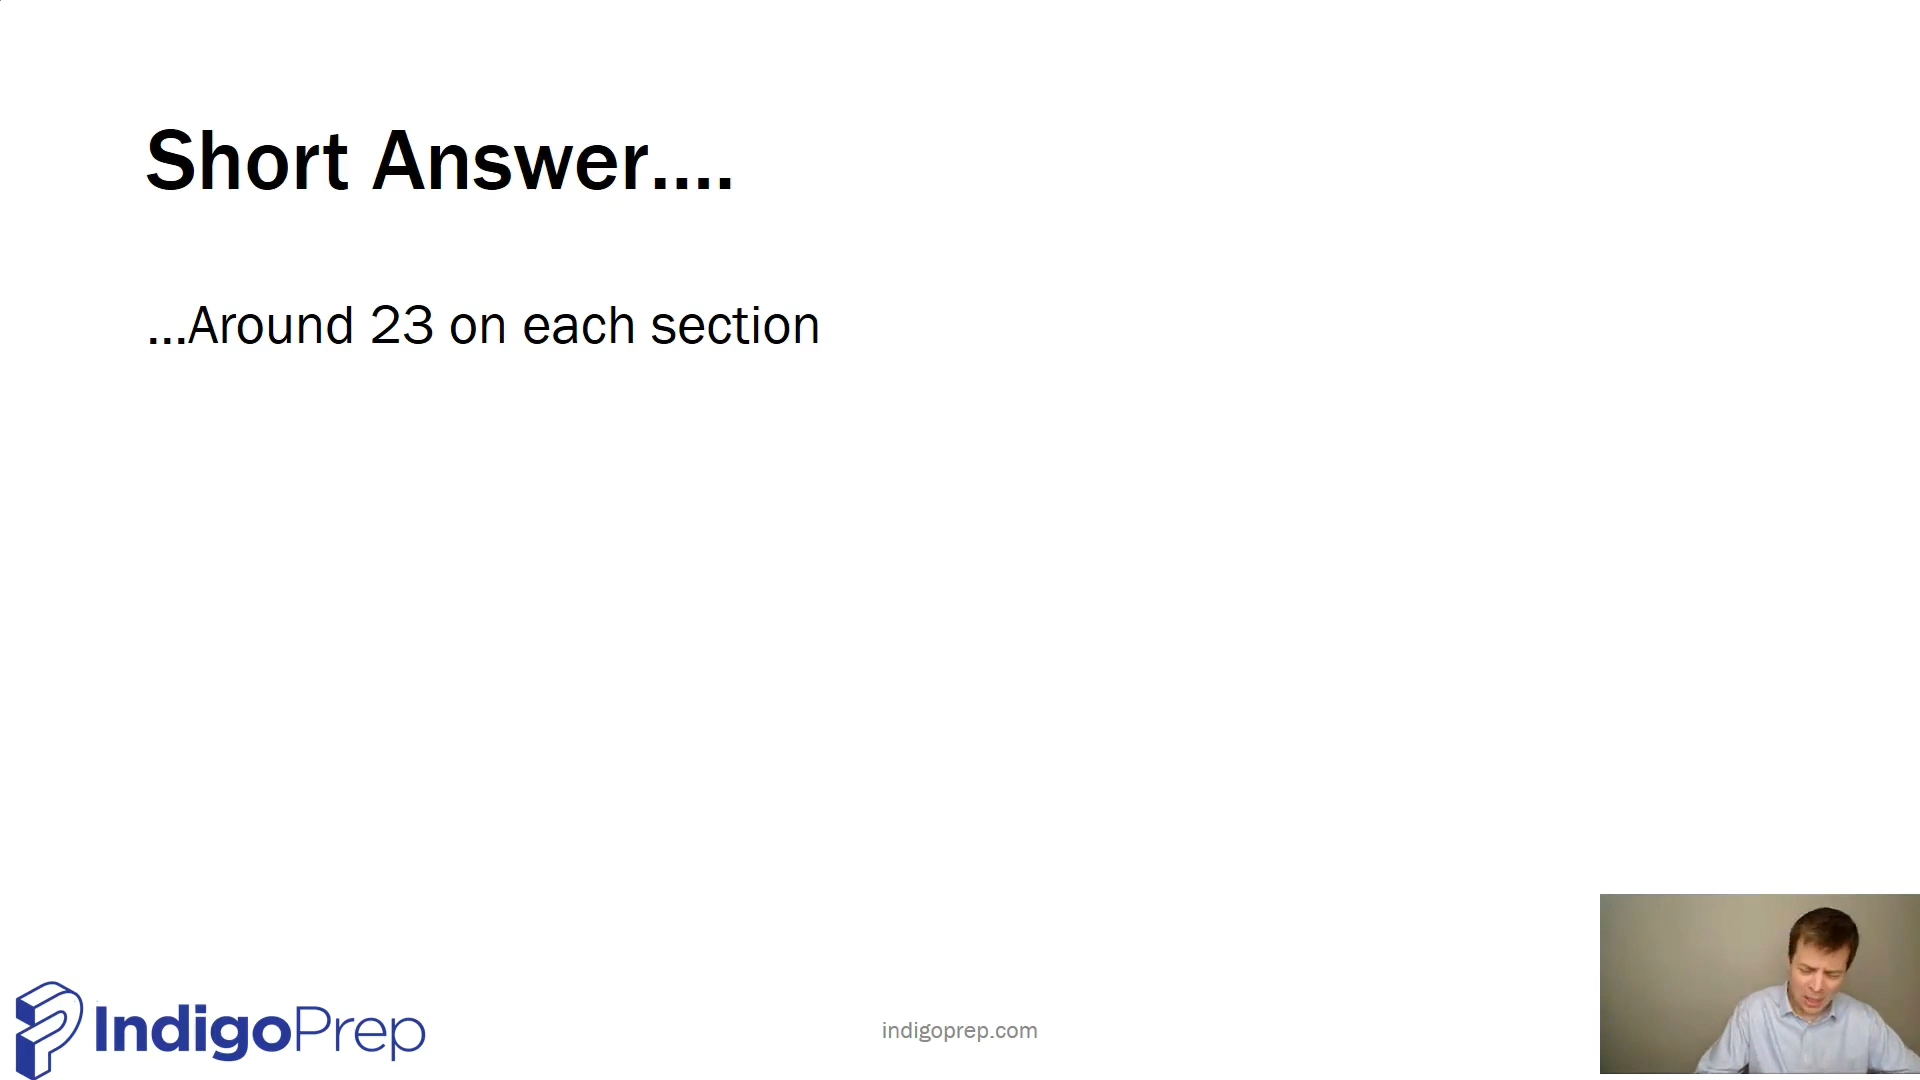 Short Answer....
...Around 23 on each section
IndigoPrep
indigoprep.com